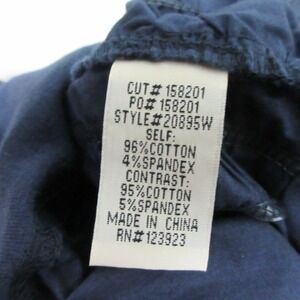 CUT# 158201
PO# 158201
STYLE#20895W
SELF:
96%COTTON
4%SPANDEX
CONTRAST:
95%COTTON
5%SPANDEX
MADE IN CHINA
RN# 123923